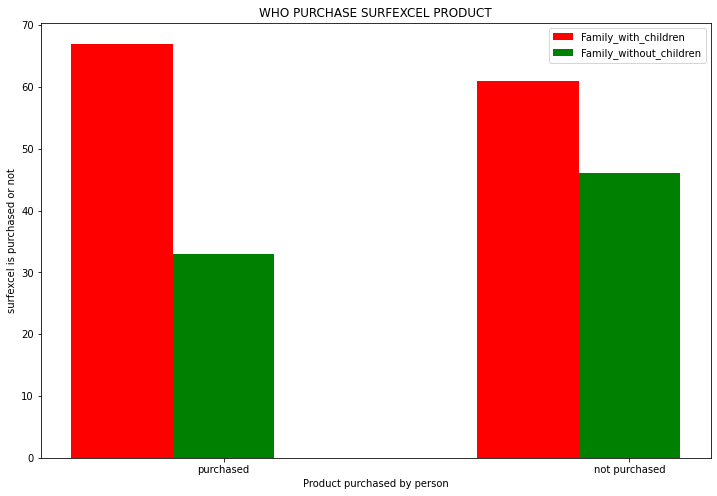 WHO PURCHASE SURFEXCEL PRODUCT
Family_with_children
Family_without_children
surfexcel is purchased or not
70
60
50
40
30
20
10
0
purchased
not purchased
Product purchased by person